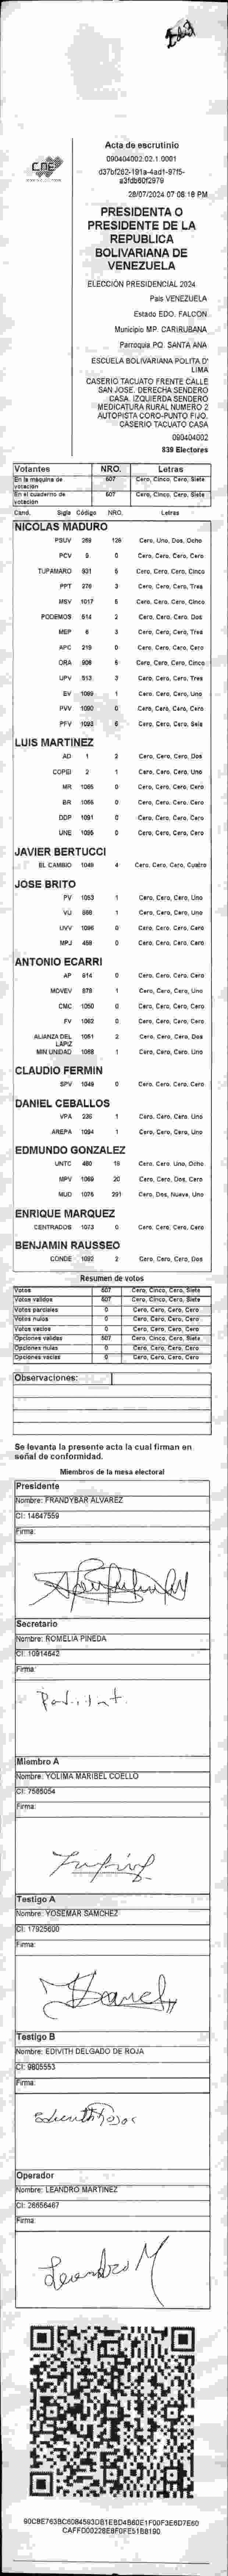 Acta de escrutinio
090404002.02.1.0001
d37bf262-191a-4ad1-97f5-
a3fdb60f2979
28/07/2024 07:08:18 PM
CNE
PRESIDENTA O
PRESIDENTE DE LA
REPUBLICA
BOLIVARIANA DE
VENEZUELA
ELECCIÓN PRESIDENCIAL 2024
País VENEZUELA
Estado EDO. FALCON
Municipio MP. CARIRUBANA
Parroquia PQ. SANTA ANA
ESCUELA BOLIVARIANA POLITA D'
LIMA
CASERIO TACUATO FRENTE CALLE
SAN JOSE. DERECHA SENDERO
CASA. IZQUIERDA SENDERO
MEDICATURA RURAL NUMERO 2
AUTOPISTA CORO-PUNTO FIJO.
CASERIO TACUATO CASA
090404002
839 Electores
Votantes NRO. Letras
En la máquina de votación 507 Cero, Cinco, Cero, Siete
En el cuaderno de votación 507 Cero, Cinco, Cero, Siete
Cand. Sigla Código NRO. Letras
NICOLAS MADURO
PSUV 269 128 Cero, Uno, Dos, Ocho
PCV 9 0 Cero, Cero, Cero, Cero
TUPAMARO 931 5 Cero, Cero, Cero, Cinco
PPT 276 3 Cero, Cero, Cero, Tres
MSV 1017 5 Cero, Cero, Cero, Cinco
PODEMOS 514 2 Cero, Cero, Cero, Dos
MEP 6 3 Cero, Cero, Cero, Tres
APC 219 0 Cero, Cero, Cero, Cero
ORA 908 5 Cero, Cero, Cero, Cinco
UPV 513 3 Cero, Cero, Cero, Tres
EV 1089 1 Cero, Cero, Cero, Uno
PVV 1090 0 Cero, Cero, Cero, Cero
PFV 1093 6 Cero, Cero, Cero, Seis
LUIS MARTINEZ
AD 1 2 Cero, Cero, Cero, Dos
COPEI 2 1 Cero, Cero, Cero, Uno
MR 1065 0 Cero, Cero, Cero, Cero
BR 1056 0 Cero, Cero, Cero, Cero
DDP 1091 0 Cero, Cero, Cero, Cero
UNE 1095 0 Cero, Cero, Cero, Cero
JAVIER BERTUCCI
EL CAMBIO 1049 4 Cero, Cero, Cero, Cuatro
JOSE BRITO
PV 1053 1 Cero, Cero, Cero, Uno
VU 888 1 Cero, Cero, Cero, Uno
UVV 1096 0 Cero, Cero, Cero, Cero
MPJ 458 0 Cero, Cero, Cero, Cero
ANTONIO ECARRI
AP 914 0 Cero, Cero, Cero, Cero
MOVEV 878 1 Cero, Cero, Cero, Uno
CMC 1050 0 Cero, Cero, Cero, Cero
FV 1062 0 Cero, Cero, Cero, Cero
ALIANZA DEL LAPIZ 1061 2 Cero, Cero, Cero, Dos
MIN UNIDAD 1068 1 Cero, Cero, Cero, Uno
CLAUDIO FERMIN
SPV 1049 0 Cero, Cero, Cero, Cero
DANIEL CEBALLOS
VPA 236 1 Cero, Cero, Cero, Uno
AREPA 1094 1 Cero, Cero, Cero, Uno
EDMUNDO GONZALEZ
UNTC 480 18 Cero, Cero, Uno, Ocho
MPV 1069 20 Cero, Cero, Dos, Cero
MUD 1076 291 Cero, Dos, Nueve, Uno
ENRIQUE MARQUEZ
CENTRADOS 1073 0 Cero, Cero, Cero, Cero
BENJAMIN RAUSSEO
CONDE 1092 2 Cero, Cero, Cero, Dos
Resumen de votos
Votos 507 Cero, Cinco, Cero, Siete
Votos validos 507 Cero, Cinco, Cero, Siete
Votos parciales 0 Cero, Cero, Cero, Cero
Votos nulos 0 Cero, Cero, Cero, Cero
Votos vacios 0 Cero, Cero, Cero, Cero
Opciones válidas 507 Cero, Cinco, Cero, Siete
Opciones nulas 0 Cero, Cero, Cero, Cero
Opciones vacias 0 Cero, Cero, Cero, Cero
Observaciones:
Se levanta la presente acta la cual firman en
señal de conformidad.
Miembros de la mesa electoral
Presidente
Nombre: FRANDYBAR ALVAREZ
CI: 14647559
Firma:
Secretario
Nombre: ROMELIA PINEDA
CI: 10914642
Firma:
Miembro A
Nombre: YOLIMA MARIBEL COELLO
CI: 7569054
Firma:
Testigo A
Nombre: YOSEMAR SAMCHEZ
CI: 17925600
Firma:
Testigo B
Nombre: EDIVITH DELGADO DE ROJA
CI: 9805553
Firma:
Operador
Nombre: LEANDRO MARTINEZ
CI: 26656467
Firma:
Leandro M
90CBE763BC6084593DB1EBD4B60E1F00F3E6D7E60
CAFFD00228E8F0FE51B8190